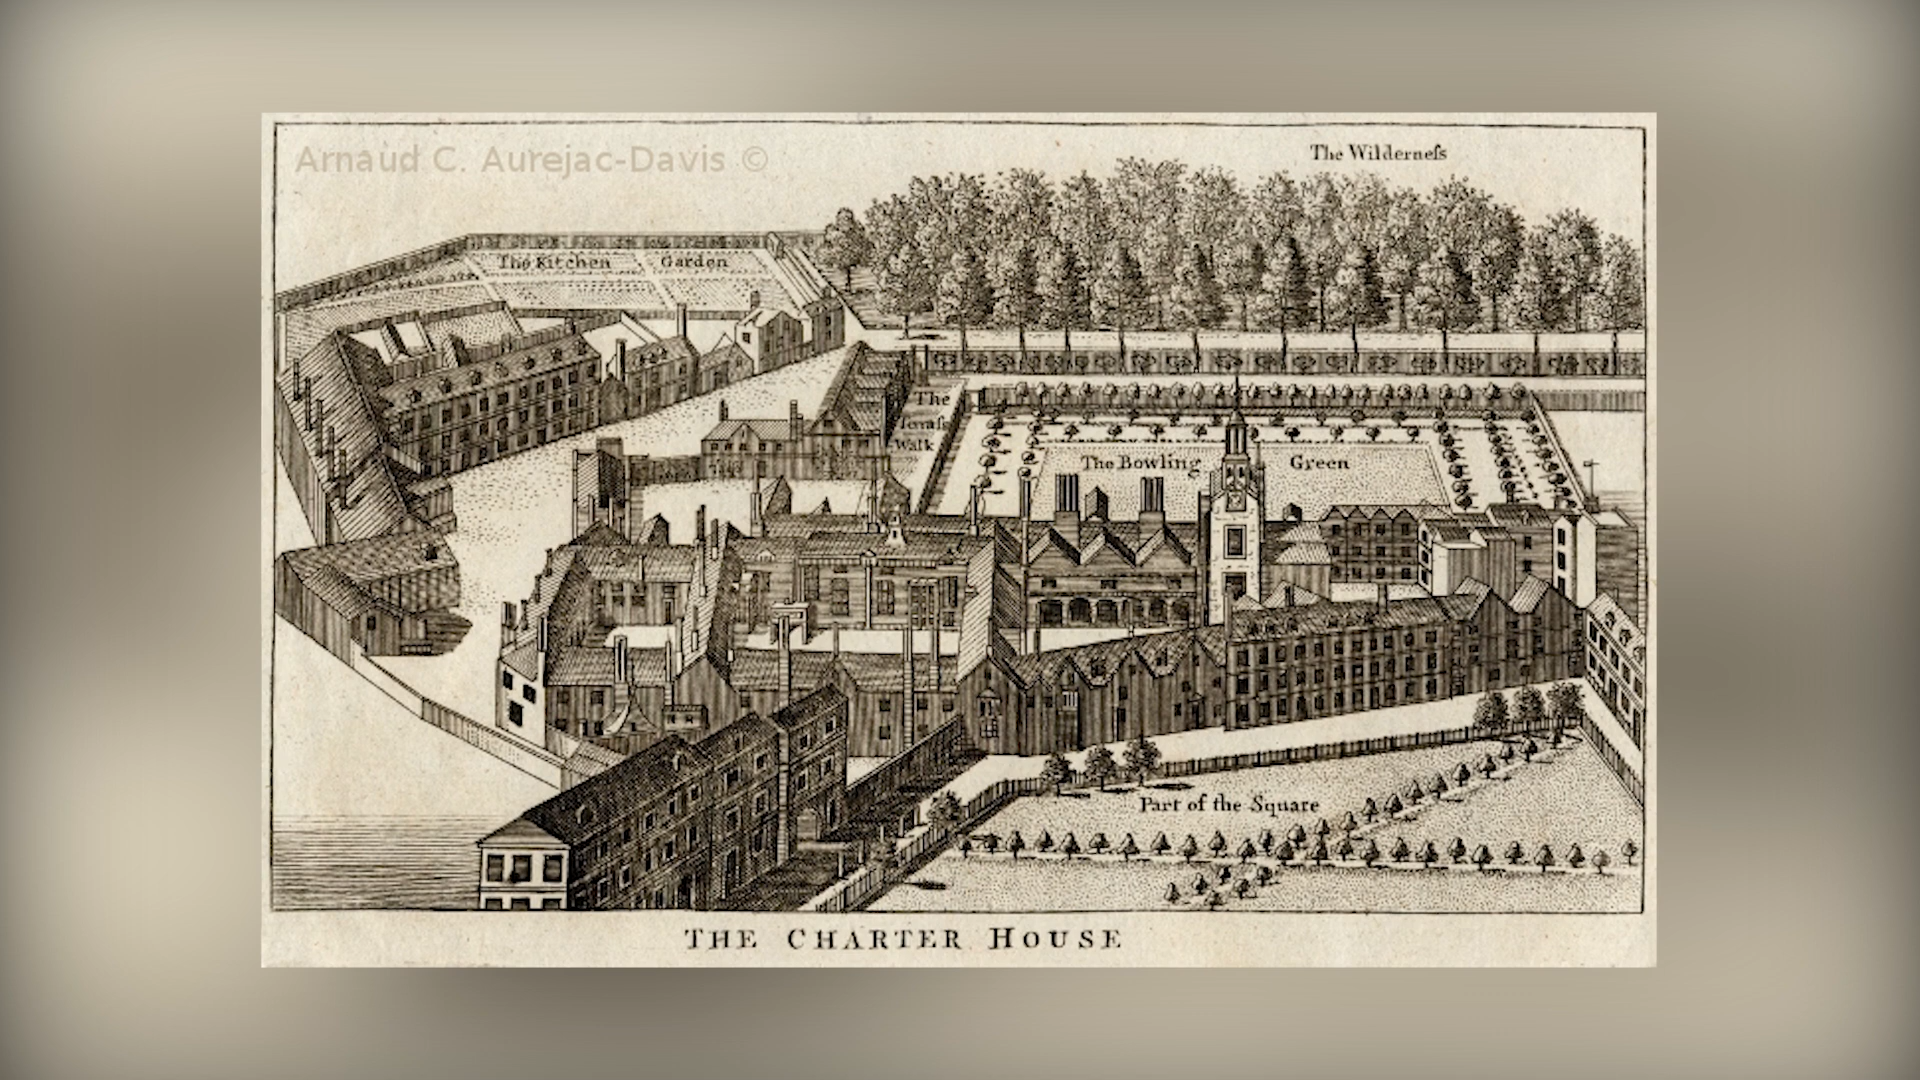 Arnaud C. Aurejac-Davis ©
The Wilderneſs
The Kitchen Garden
The
Terraſs
Walk
The Bowling Green
Part of the Square
THE CHARTER HOUSE